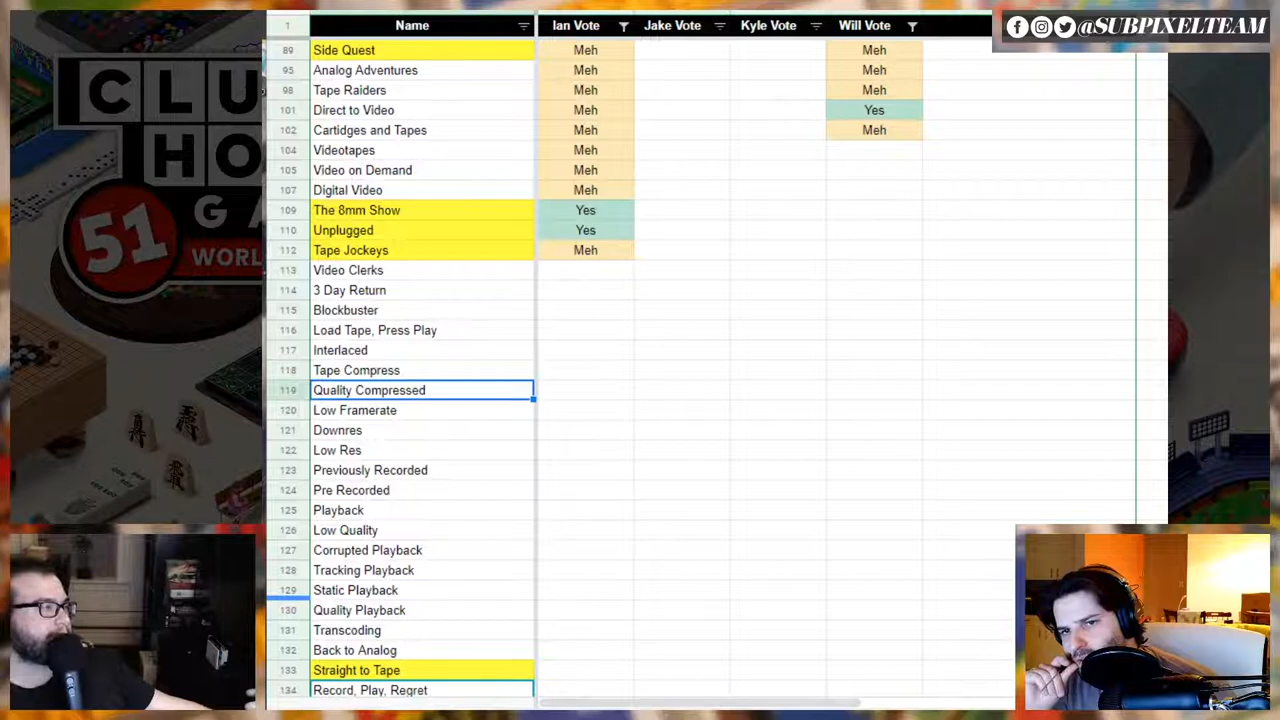 @SUBPIXELTEAM
1 Name Ian Vote Jake Vote Kyle Vote Will Vote
89 Side Quest Meh Meh
95 Analog Adventures Meh Meh
98 Tape Raiders Meh Meh
101 Direct to Video Meh Yes
102 Cartidges and Tapes Meh Meh
104 Videotapes Meh
105 Video on Demand Meh
107 Digital Video Meh
109 The 8mm Show Yes
110 Unplugged Yes
112 Tape Jockeys Meh
113 Video Clerks
114 3 Day Return
115 Blockbuster
116 Load Tape, Press Play
117 Interlaced
118 Tape Compress
119 Quality Compressed
120 Low Framerate
121 Downres
122 Low Res
123 Previously Recorded
124 Pre Recorded
125 Playback
126 Low Quality
127 Corrupted Playback
128 Tracking Playback
129 Static Playback
130 Quality Playback
131 Transcoding
132 Back to Analog
133 Straight to Tape
134 Record, Play, Regret
CLU
HO
51
GA
WORL